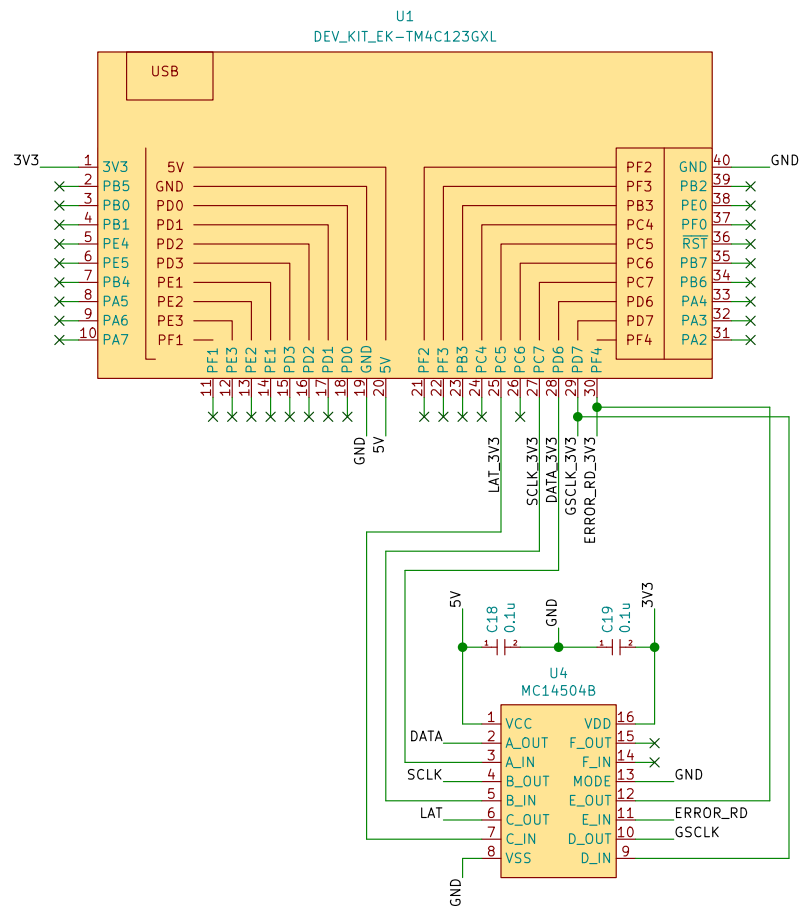 U1
DEV_KIT_EK-TM4C123GXL
USB
3V3 1 3V3 5V PF2 GND 40 GND
2 PB5 GND PF3 PB2 39
3 PB0 PD0 PB3 PE0 38
4 PB1 PD1 PC4 PF0 37
5 PE4 PD2 PC5 RST 36
6 PE5 PD3 PC6 PB7 35
7 PB4 PE1 PC7 PB6 34
8 PA5 PE2 PD6 PA4 33
9 PA6 PE3 PD7 PA3 32
10 PA7 PF1 PF4 PA2 31
PF1 PE3 PE2 PE1 PD3 PD2 PD1 PD0 GND 5V PF2 PF3 PB3 PC4 PC5 PC6 PC7 PD6 PD7 PF4
11 12 13 14 15 16 17 18 19 20 21 22 23 24 25 26 27 28 29 30
GND 5V LAT_3V3 SCLK_3V3 DATA_3V3 GSCLK_3V3 ERROR_RD_3V3
5V C18 0.1u GND C19 0.1u 3V3
1 2 1 2
U4
MC14504B
1 VCC VDD 16
DATA 2 A_OUT F_OUT 15
3 A_IN F_IN 14
SCLK 4 B_OUT MODE 13 GND
5 B_IN E_OUT 12
LAT 6 C_OUT E_IN 11 ERROR_RD
7 C_IN D_OUT 10 GSCLK
8 VSS D_IN 9
GND